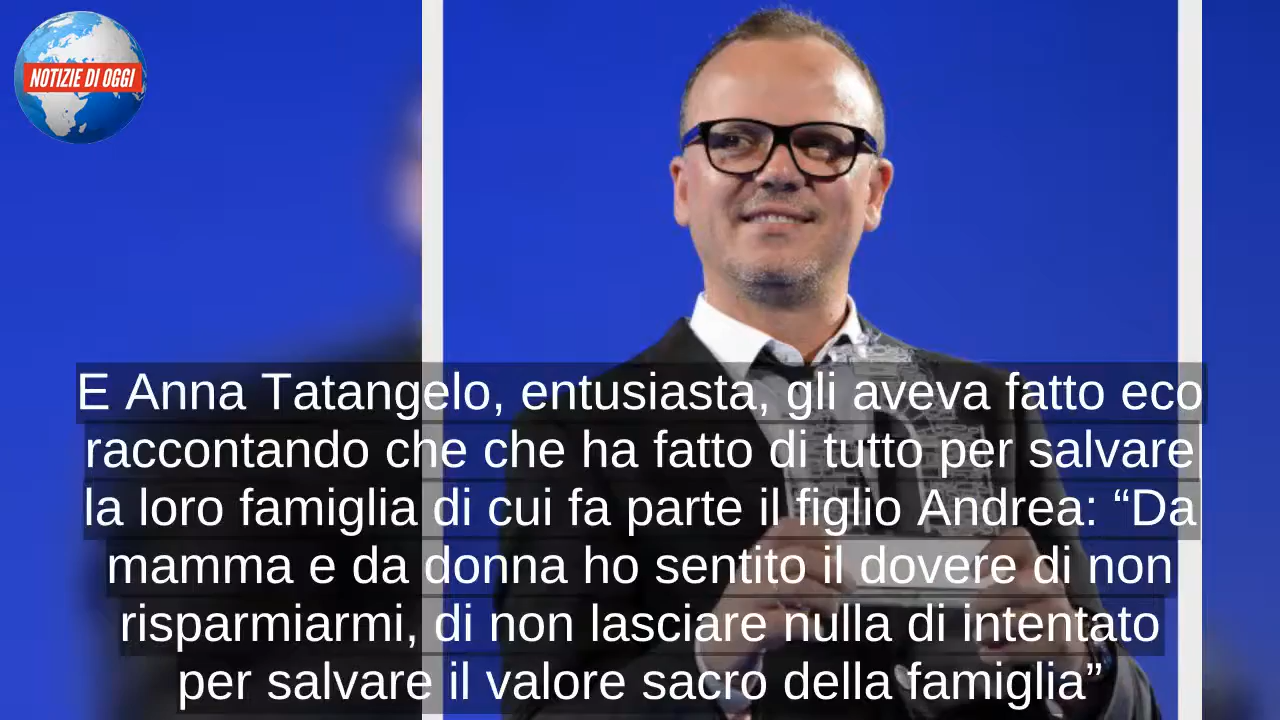 NOTIZIE DI OGGI
E Anna Tatangelo, entusiasta, gli aveva fatto eco
raccontando che che ha fatto di tutto per salvare
la loro famiglia di cui fa parte il figlio Andrea: “Da
mamma e da donna ho sentito il dovere di non
risparmiarmi, di non lasciare nulla di intentato
per salvare il valore sacro della famiglia”